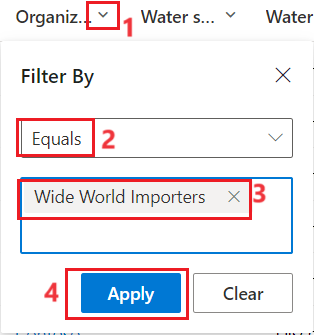 Organiz... Water s... Water
1
Filter By
Equals 2
Wide World Importers 3
4 Apply Clear